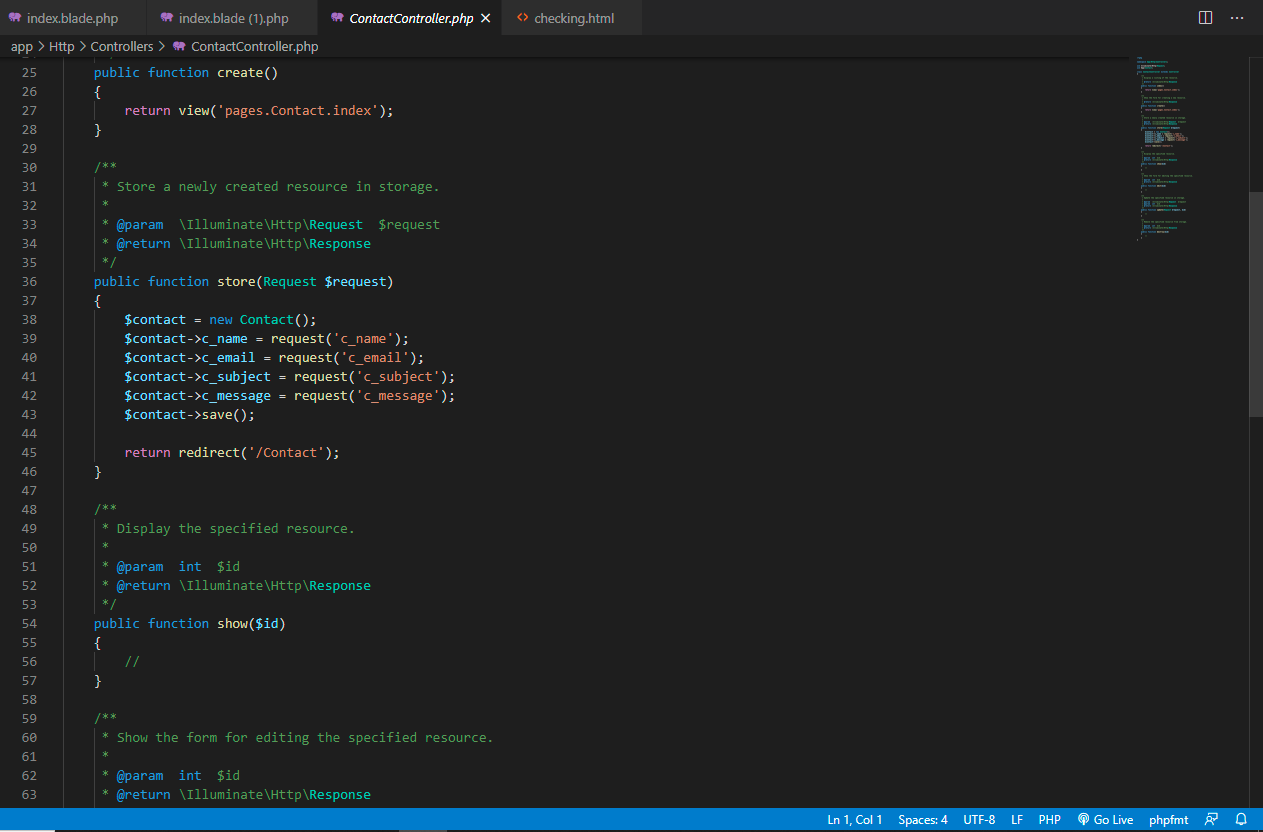 index.blade.php index.blade (1).php ContactController.php checking.html
app > Http > Controllers > ContactController.php
25 public function create()
26 {
27 return view('pages.Contact.index');
28 }
29
30 /**
31 * Store a newly created resource in storage.
32 *
33 * @param  \Illuminate\Http\Request  $request
34 * @return \Illuminate\Http\Response
35 */
36 public function store(Request $request)
37 {
38 $contact = new Contact();
39 $contact->c_name = request('c_name');
40 $contact->c_email = request('c_email');
41 $contact->c_subject = request('c_subject');
42 $contact->c_message = request('c_message');
43 $contact->save();
44
45 return redirect('/Contact');
46 }
47
48 /**
49 * Display the specified resource.
50 *
51 * @param  int  $id
52 * @return \Illuminate\Http\Response
53 */
54 public function show($id)
55 {
56 //
57 }
58
59 /**
60 * Show the form for editing the specified resource.
61 *
62 * @param  int  $id
63 * @return \Illuminate\Http\Response
Ln 1, Col 1 Spaces: 4 UTF-8 LF PHP Go Live phpfmt